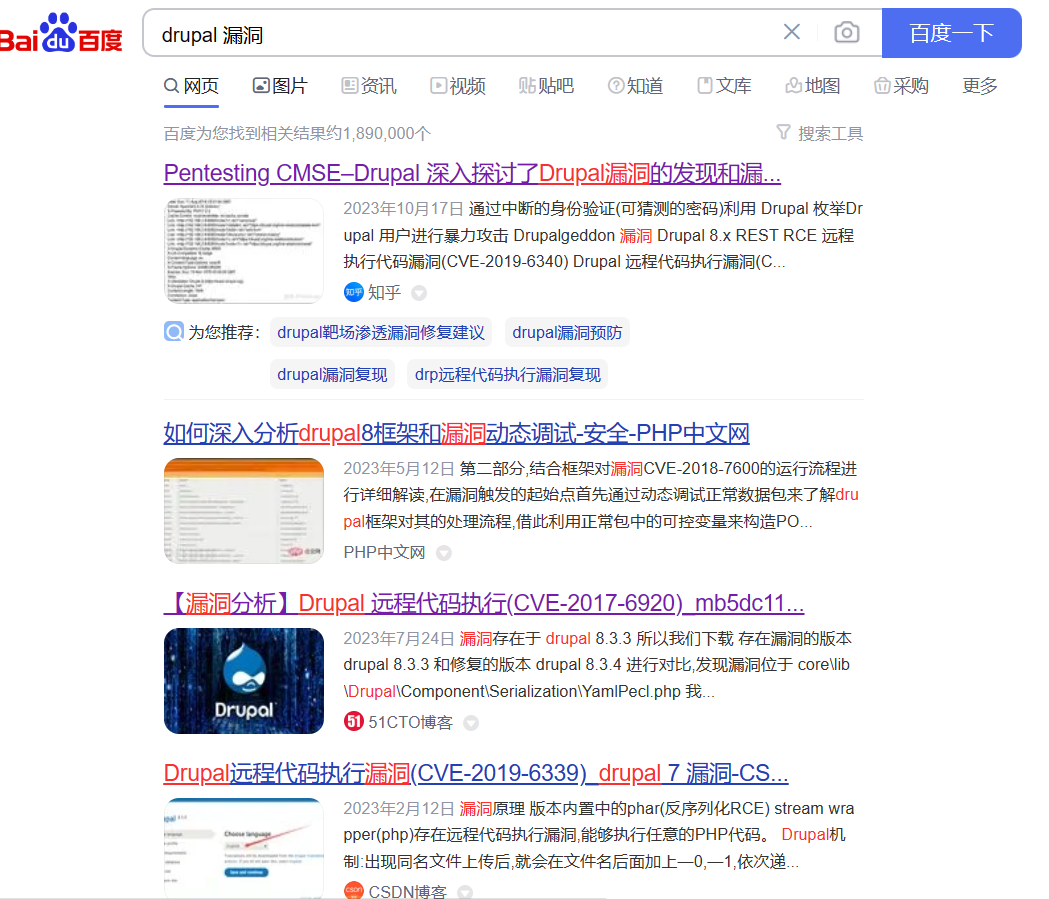 Bai du 百度
drupal 漏洞
百度一下
网页 图片 资讯 视频 贴吧 知道 文库 地图 采购 更多
百度为您找到相关结果约1,890,000个
搜索工具
Pentesting CMSE–Drupal 深入探讨了Drupal漏洞的发现和漏...
2023年10月17日 通过中断的身份验证(可猜测的密码)利用 Drupal 枚举Dr
upal 用户进行暴力攻击 Drupalgeddon 漏洞 Drupal 8.x REST RCE 远程
执行代码漏洞(CVE-2019-6340) Drupal 远程代码执行漏洞(C...
知乎 知乎
为您推荐：
drupal靶场渗透漏洞修复建议
drupal漏洞预防
drupal漏洞复现
drp远程代码执行漏洞复现
如何深入分析drupal8框架和漏洞动态调试-安全-PHP中文网
2023年5月12日 第二部分,结合框架对漏洞CVE-2018-7600的运行流程进
行详细解读,在漏洞触发的起始点首先通过动态调试正常数据包来了解dru
pal框架对其的处理流程,借此利用正常包中的可控变量来构造PO...
PHP中文网
【漏洞分析】Drupal 远程代码执行(CVE-2017-6920)_mb5dc11...
Drupal
2023年7月24日 漏洞存在于 drupal 8.3.3 所以我们下载 存在漏洞的版本
drupal 8.3.3 和修复的版本 drupal 8.3.4 进行对比,发现漏洞位于 core\lib
\Drupal\Component\Serialization\YamlPecl.php 我...
51 51CTO博客
Drupal远程代码执行漏洞(CVE-2019-6339)_drupal 7 漏洞-CS...
Choose language
2023年2月12日 漏洞原理 版本内置中的phar(反序列化RCE) stream wra
pper(php)存在远程代码执行漏洞,能够执行任意的PHP代码。 Drupal机
制:出现同名文件上传后,就会在文件名后面加上—0,—1,依次递...
CSDN CSDN博客